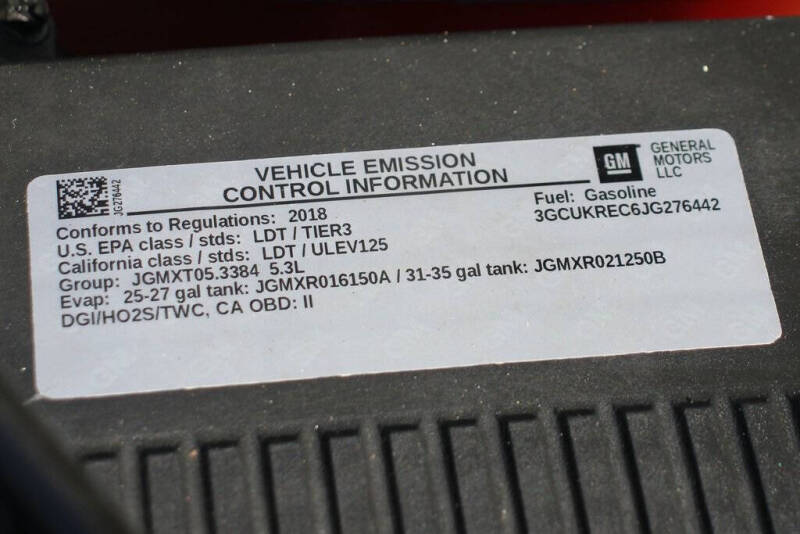 VEHICLE EMISSION
CONTROL INFORMATION
GM
GENERAL
MOTORS
LLC
JG276442
Conforms to Regulations: 2018
Fuel: Gasoline
U.S. EPA class / stds: LDT / TIER3
3GCUKREC6JG276442
California class / stds: LDT / ULEV125
Group: JGMXT05.3384 5.3L
Evap: 25-27 gal tank: JGMXR016150A / 31-35 gal tank: JGMXR021250B
DGI/HO2S/TWC, CA OBD: II